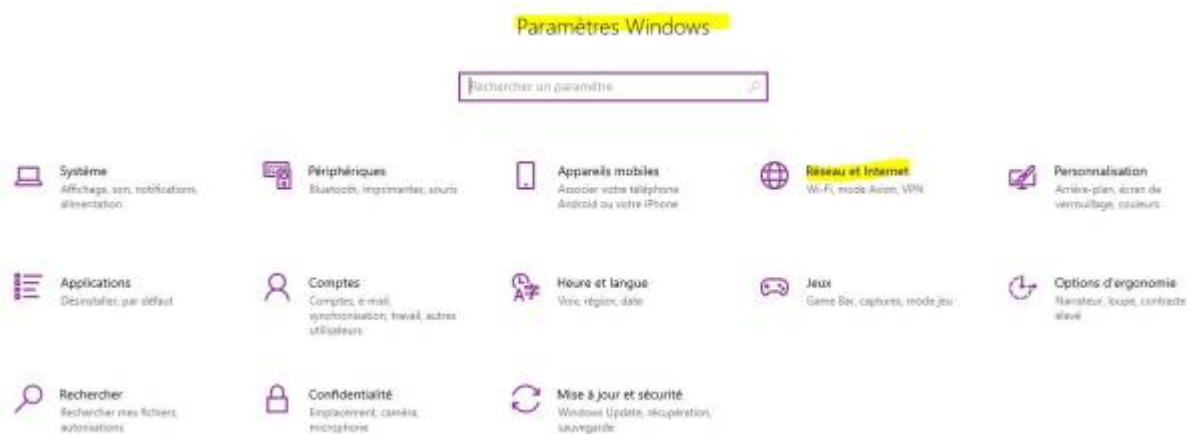 Paramètres Windows
Rechercher un paramètre
Système
Affichage, son, notifications,
alimentation
Périphériques
Bluetooth, imprimantes, souris
Appareils mobiles
Associer votre téléphone
Android ou votre iPhone
Réseau et Internet
Wi-Fi, mode Avion, VPN
Personnalisation
Arrière-plan, écran de
verrouillage, couleurs
Applications
Désinstaller, par défaut
Comptes
Comptes, e-mail,
synchronisation, travail, autres
utilisateurs
Heure et langue
Voix, région, date
Jeux
Game Bar, captures, mode jeu
Options d'ergonomie
Narrateur, loupe, contraste
élevé
Rechercher
Rechercher mes fichiers,
autorisations
Confidentialité
Emplacement, caméra,
microphone
Mise à jour et sécurité
Windows Update, récupération,
sauvegarde